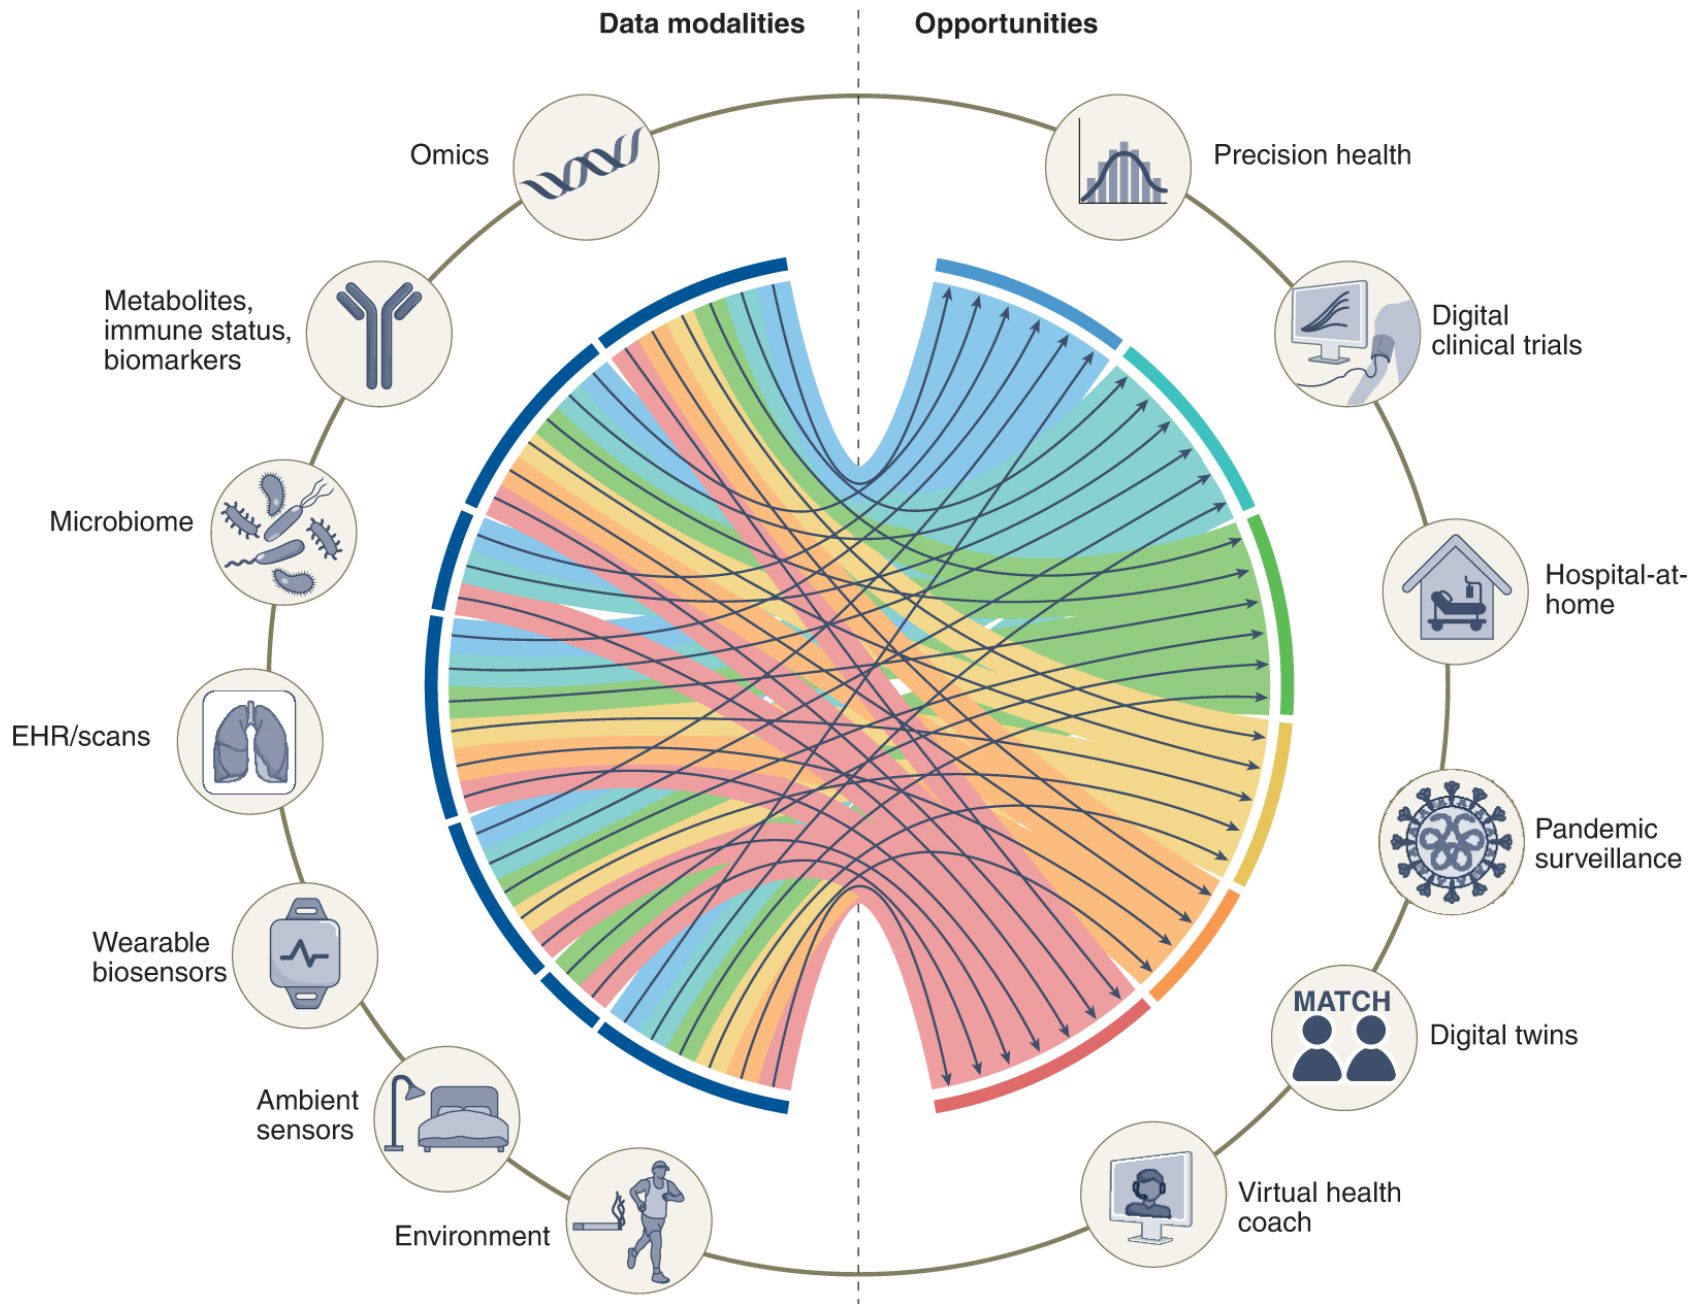 Data modalities
Opportunities
Omics
Metabolites,
immune status,
biomarkers
Microbiome
EHR/scans
Wearable
biosensors
Ambient
sensors
Environment
Precision health
Digital
clinical trials
Hospital-at-
home
Pandemic
surveillance
MATCH
Digital twins
Virtual health
coach